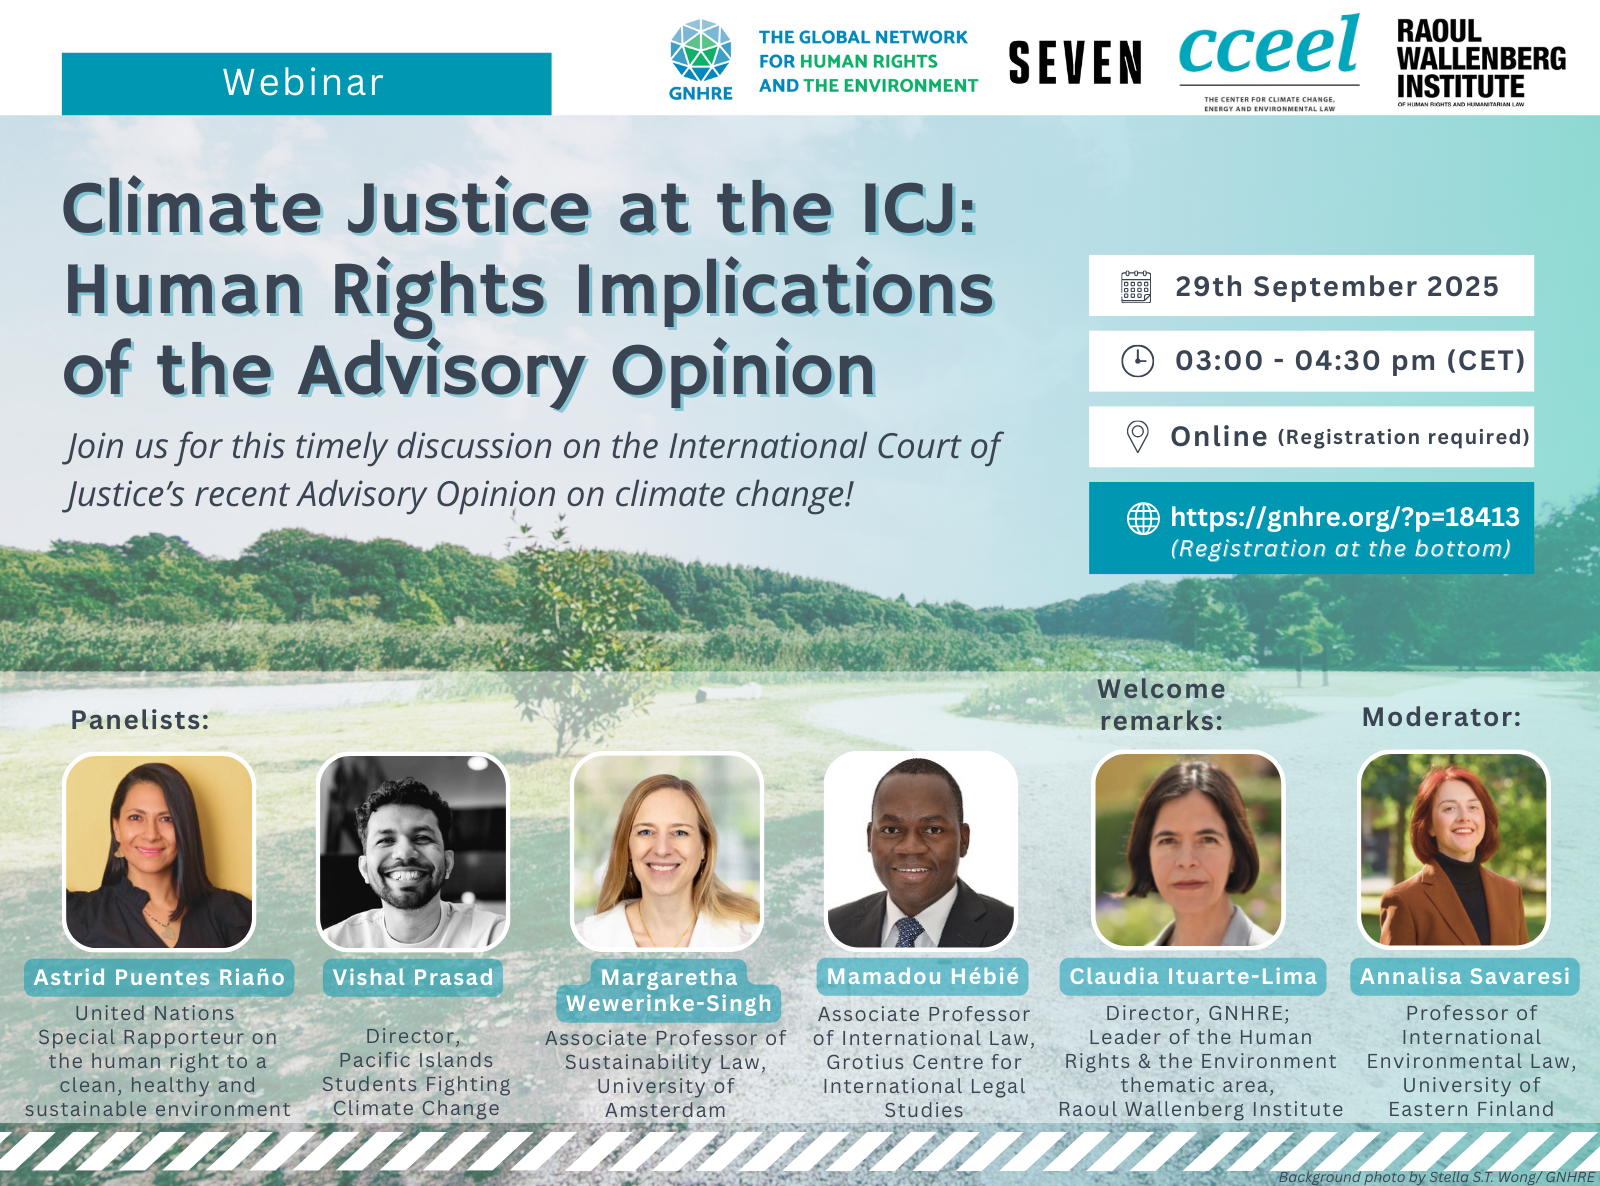 Webinar
GNHRE
THE GLOBAL NETWORK
FOR HUMAN RIGHTS
AND THE ENVIRONMENT
SEVEN
cceel
THE CENTER FOR CLIMATE CHANGE,
ENERGY AND ENVIRONMENTAL LAW
RAOUL
WALLENBERG
INSTITUTE
OF HUMAN RIGHTS AND HUMANITARIAN LAW
Climate Justice at the ICJ:
Human Rights Implications
of the Advisory Opinion
Join us for this timely discussion on the International Court of
Justice’s recent Advisory Opinion on climate change!
29th September 2025
03:00 - 04:30 pm (CET)
Online (Registration required)
https://gnhre.org/?p=18413
(Registration at the bottom)
Panelists:
Astrid Puentes Riaño
United Nations
Special Rapporteur on
the human right to a
clean, healthy and
sustainable environment
Vishal Prasad
Director,
Pacific Islands
Students Fighting
Climate Change
Margaretha
Wewerinke-Singh
Associate Professor of
Sustainability Law,
University of
Amsterdam
Mamadou Hébié
Associate Professor
of International Law,
Grotius Centre for
International Legal
Studies
Welcome
remarks:
Claudia Ituarte-Lima
Director, GNHRE;
Leader of the Human
Rights & the Environment
thematic area,
Raoul Wallenberg Institute
Moderator:
Annalisa Savaresi
Professor of
International
Environmental Law,
University of
Eastern Finland
Background photo by Stella S.T. Wong/ GNHRE